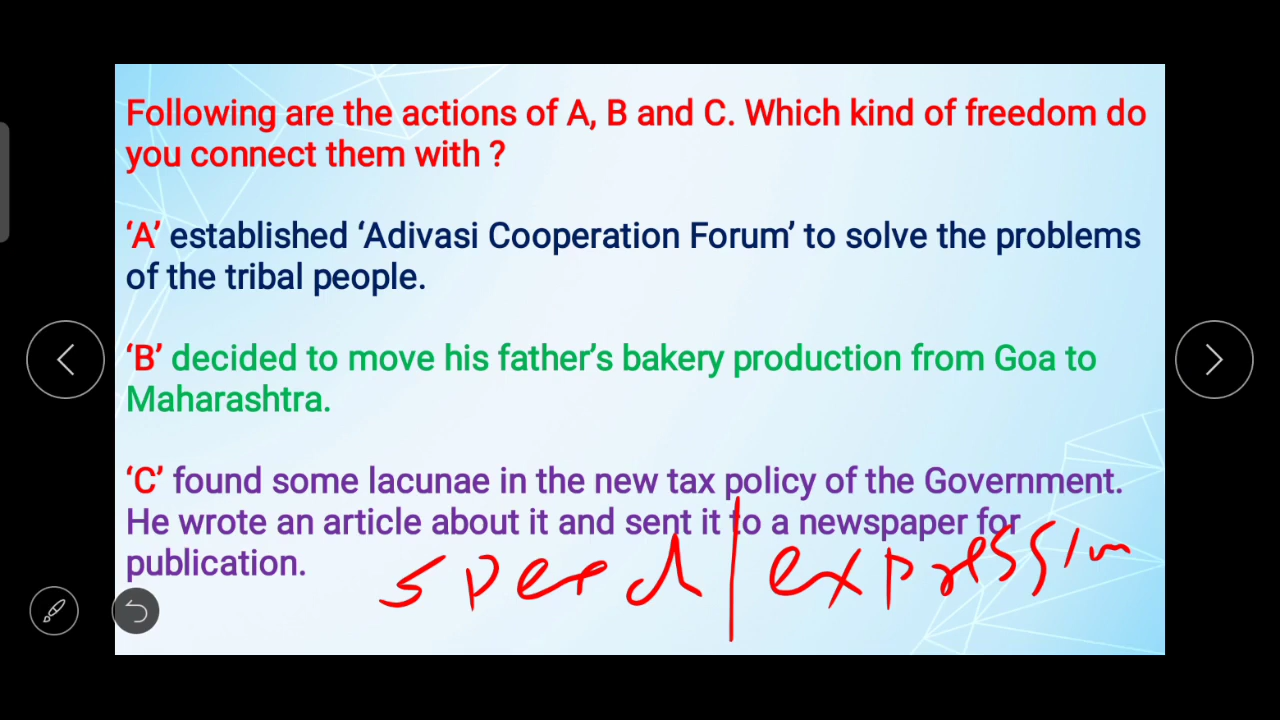 Following are the actions of A, B and C. Which kind of freedom do
you connect them with ?
‘A’ established ‘Adivasi Cooperation Forum’ to solve the problems
of the tribal people.
‘B’ decided to move his father’s bakery production from Goa to
Maharashtra.
‘C’ found some lacunae in the new tax policy of the Government.
He wrote an article about it and sent it to a newspaper for
publication.
speech/expression